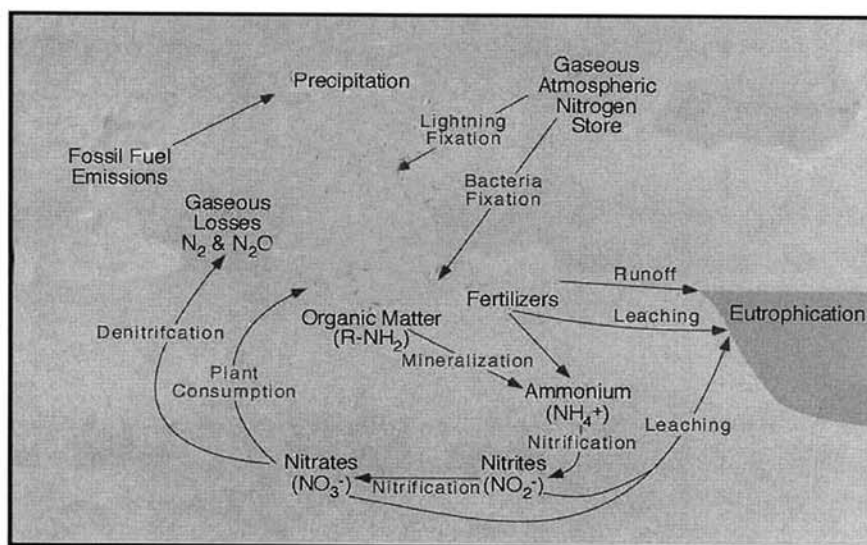 Precipitation
Gaseous
Atmospheric
Nitrogen
Store
Lightning
Fixation
Fossil Fuel
Emissions
Bacteria
Fixation
Gaseous
Losses
N₂ & N₂O
Runoff
Fertilizers
Leaching
Eutrophication
Organic Matter
(R-NH₂)
Denitrifcation
Mineralization
Plant
Consumption
Ammonium
(NH₄⁺)
Leaching
Nitrification
Nitrates
(NO₃⁻)
Nitrification
Nitrites
(NO₂⁻)